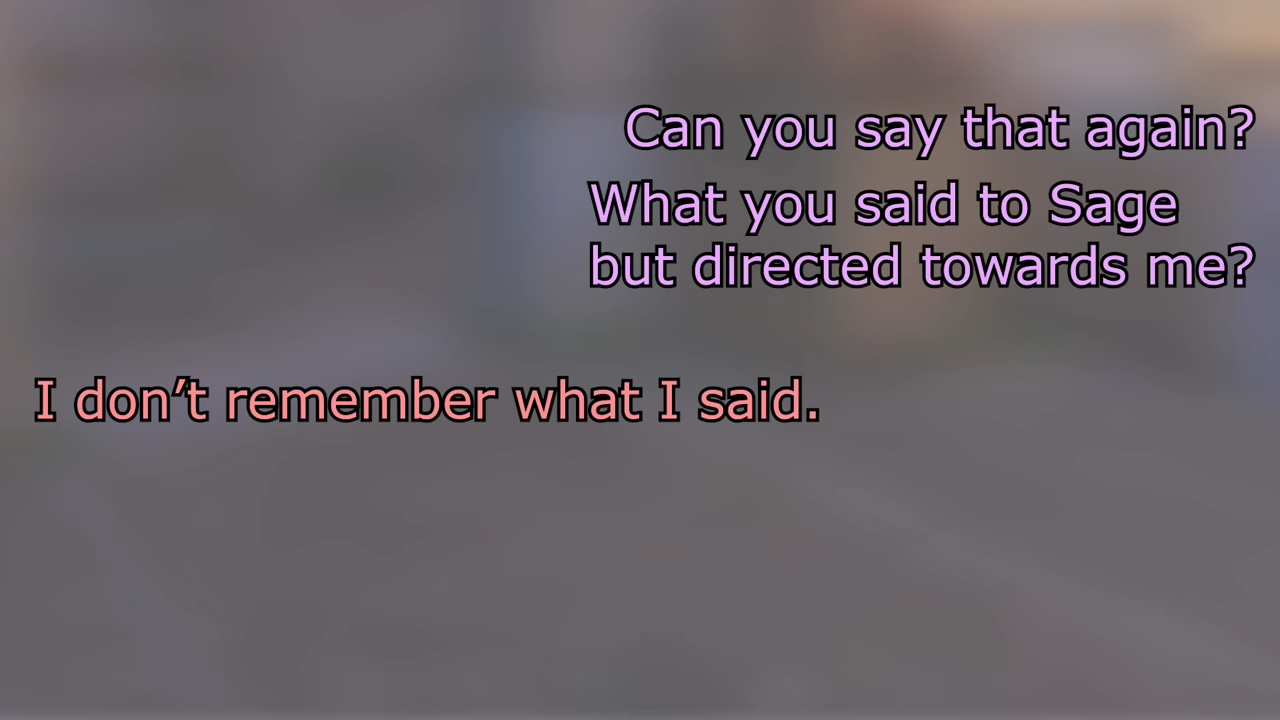 Can you say that again?
What you said to Sage
but directed towards me?
I don’t remember what I said.